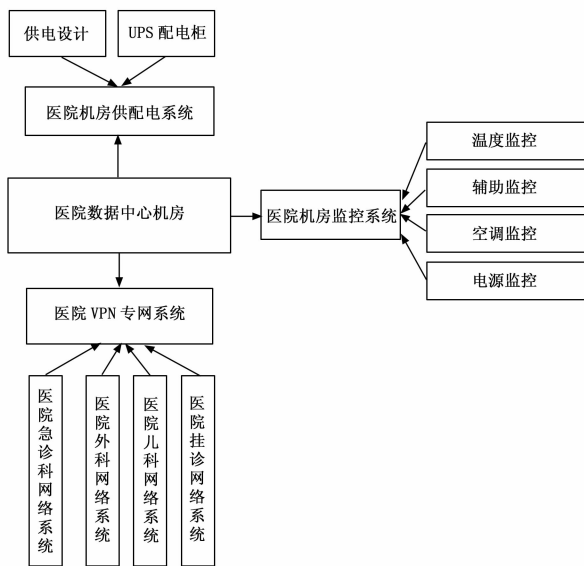 供电设计
UPS 配电柜
医院机房供配电系统
医院数据中心机房
医院机房监控系统
温度监控
辅助监控
空调监控
电源监控
医院 VPN 专网系统
医院急诊科网络系统
医院外科网络系统
医院儿科网络系统
医院挂诊网络系统